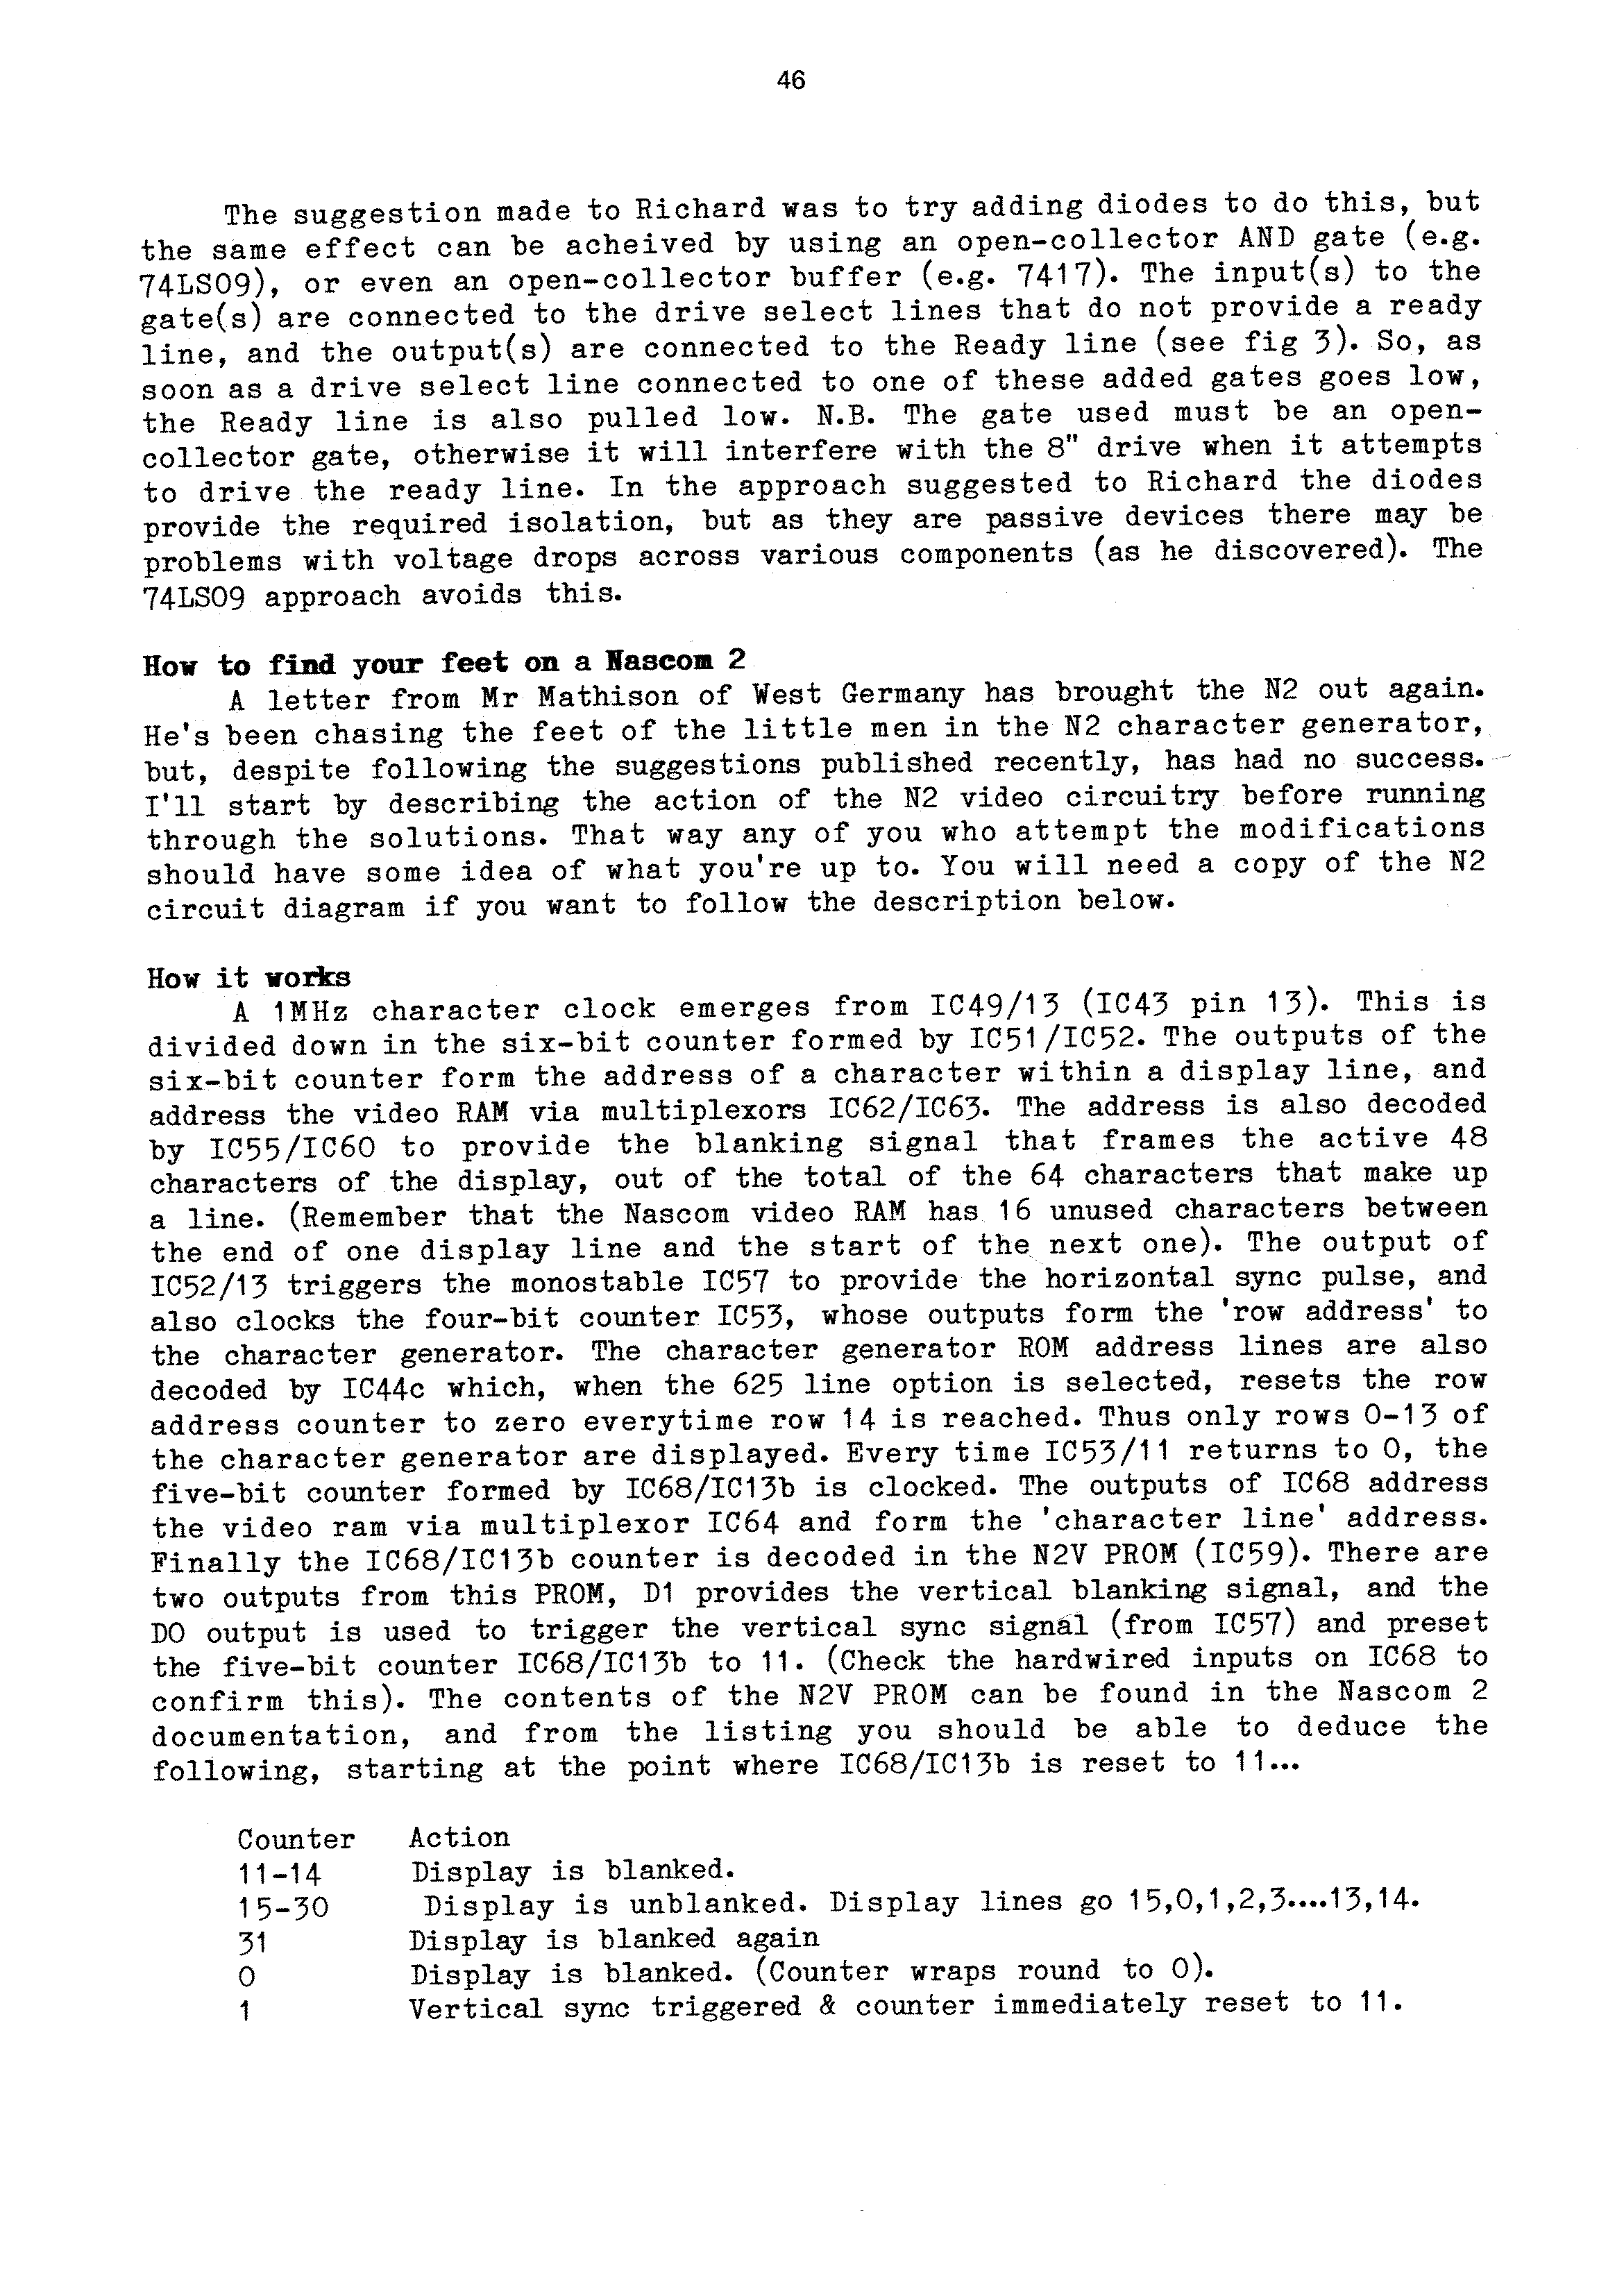 46
The suggestion made to Richard was to try adding diodes to do this, but
the same effect can be acheived by using an open-collector AND gate (e.g.
74LS09), or even an open-collector buffer (e.g. 7417). The input(s) to the
gate(s) are connected to the drive select lines that do not provide a ready
line, and the output(s) are connected to the Ready line (see fig 3). So, as
soon as a drive select line connected to one of these added gates goes low,
the Ready line is also pulled low. N.B. The gate used must be an open-
collector gate, otherwise it will interfere with the 8" drive when it attempts
to drive the ready line. In the approach suggested to Richard the diodes
provide the required isolation, but as they are passive devices there may be
problems with voltage drops across various components (as he discovered). The
74LS09 approach avoids this.
How to find your feet on a Nascom 2
A letter from Mr Mathison of West Germany has brought the N2 out again.
He's been chasing the feet of the little men in the N2 character generator,
but, despite following the suggestions published recently, has had no success.
I'll start by describing the action of the N2 video circuitry before running
through the solutions. That way any of you who attempt the modifications
should have some idea of what you're up to. You will need a copy of the N2
circuit diagram if you want to follow the description below.
How it works
A 1MHz character clock emerges from IC49/13 (IC43 pin 13). This is
divided down in the six-bit counter formed by IC51/IC52. The outputs of the
six-bit counter form the address of a character within a display line, and
address the video RAM via multiplexors IC62/IC63. The address is also decoded
by IC55/IC60 to provide the blanking signal that frames the active 48
characters of the display, out of the total of the 64 characters that make up
a line. (Remember that the Nascom video RAM has 16 unused characters between
the end of one display line and the start of the next one). The output of
IC52/13 triggers the monostable IC57 to provide the horizontal sync pulse, and
also clocks the four-bit counter IC53, whose outputs form the 'row address' to
the character generator. The character generator ROM address lines are also
decoded by IC44c which, when the 625 line option is selected, resets the row
address counter to zero everytime row 14 is reached. Thus only rows 0-13 of
the character generator are displayed. Every time IC53/11 returns to 0, the
five-bit counter formed by IC68/IC13b is clocked. The outputs of IC68 address
the video ram via multiplexor IC64 and form the 'character line' address.
Finally the IC68/IC13b counter is decoded in the N2V PROM (IC59). There are
two outputs from this PROM, D1 provides the vertical blanking signal, and the
D0 output is used to trigger the vertical sync signal (from IC57) and preset
the five-bit counter IC68/IC13b to 11. (Check the hardwired inputs on IC68 to
confirm this). The contents of the N2V PROM can be found in the Nascom 2
documentation, and from the listing you should be able to deduce the
following, starting at the point where IC68/IC13b is reset to 11...
Counter Action
11-14 Display is blanked.
15-30 Display is unblanked. Display lines go 15,0,1,2,3....13,14.
31 Display is blanked again
0 Display is blanked. (Counter wraps round to 0).
1 Vertical sync triggered & counter immediately reset to 11.